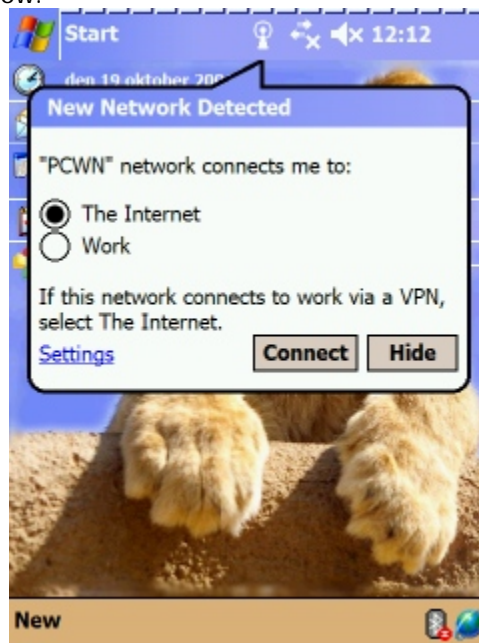 Start 12:12
den 19 oktober 200
New Network Detected
"PCWN" network connects me to:
The Internet
Work
If this network connects to work via a VPN,
select The Internet.
Settings Connect Hide
New